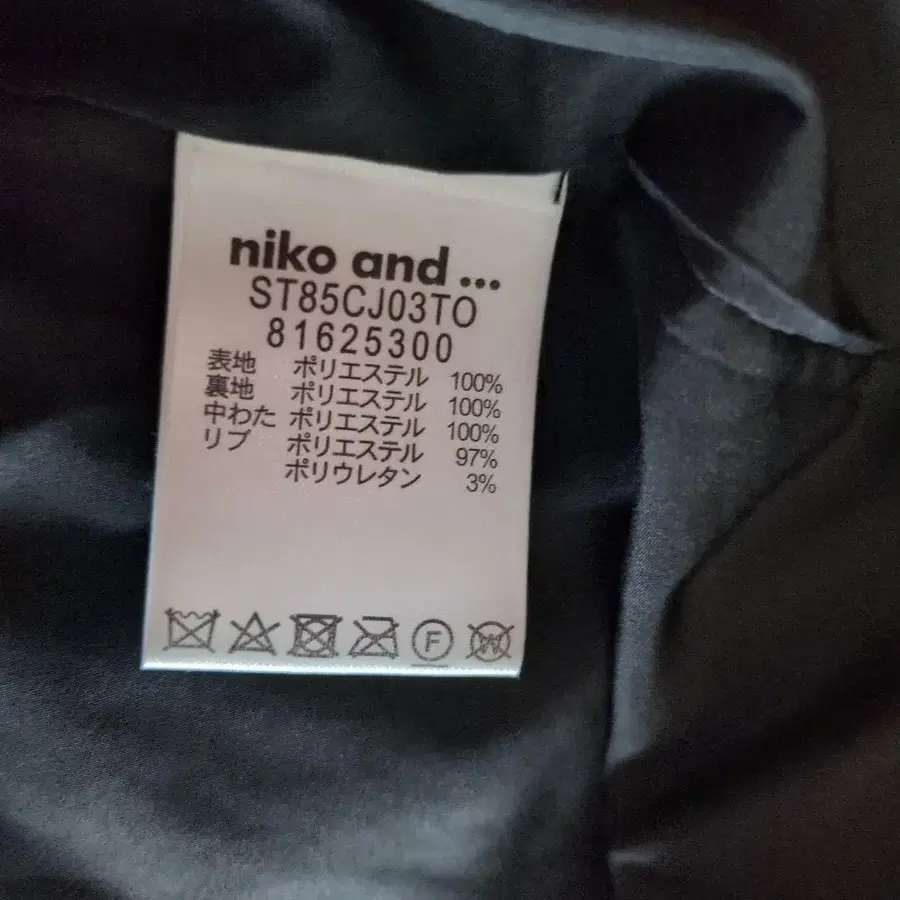 niko and ...
ST85CJ03TO
81625300
表地 ポリエステル 100%
裏地 ポリエステル 100%
中わた ポリエステル 100%
リブ ポリエステル 97%
ポリウレタン 3%
F W